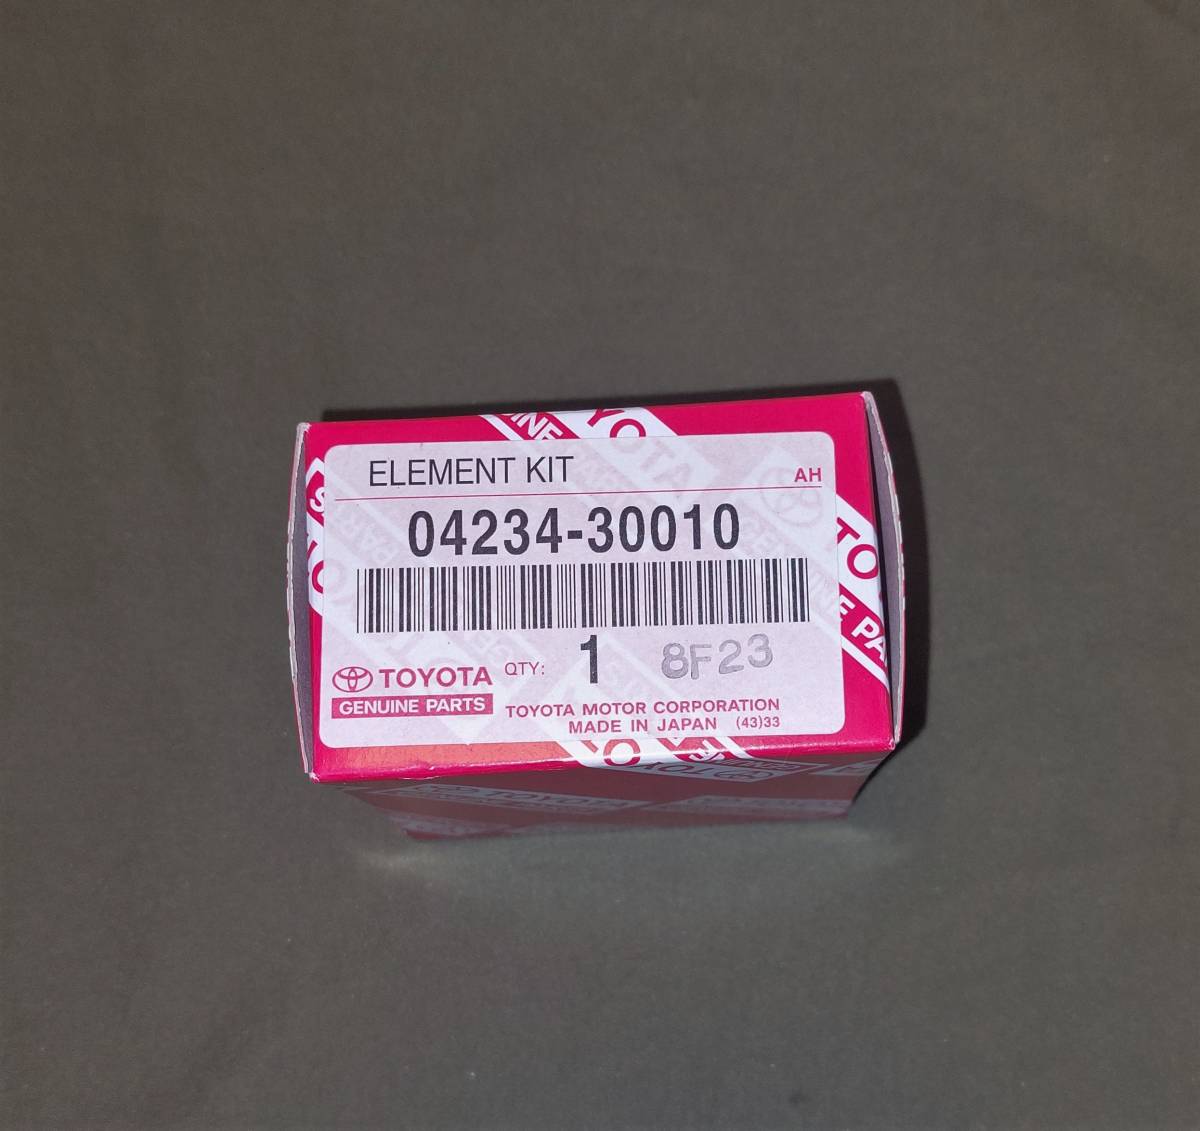 ELEMENT KIT
AH
04234-30010
TOYOTA
GENUINE PARTS
QTY: 1 8F23
TOYOTA MOTOR CORPORATION
MADE IN JAPAN (43)33
TOYOTA